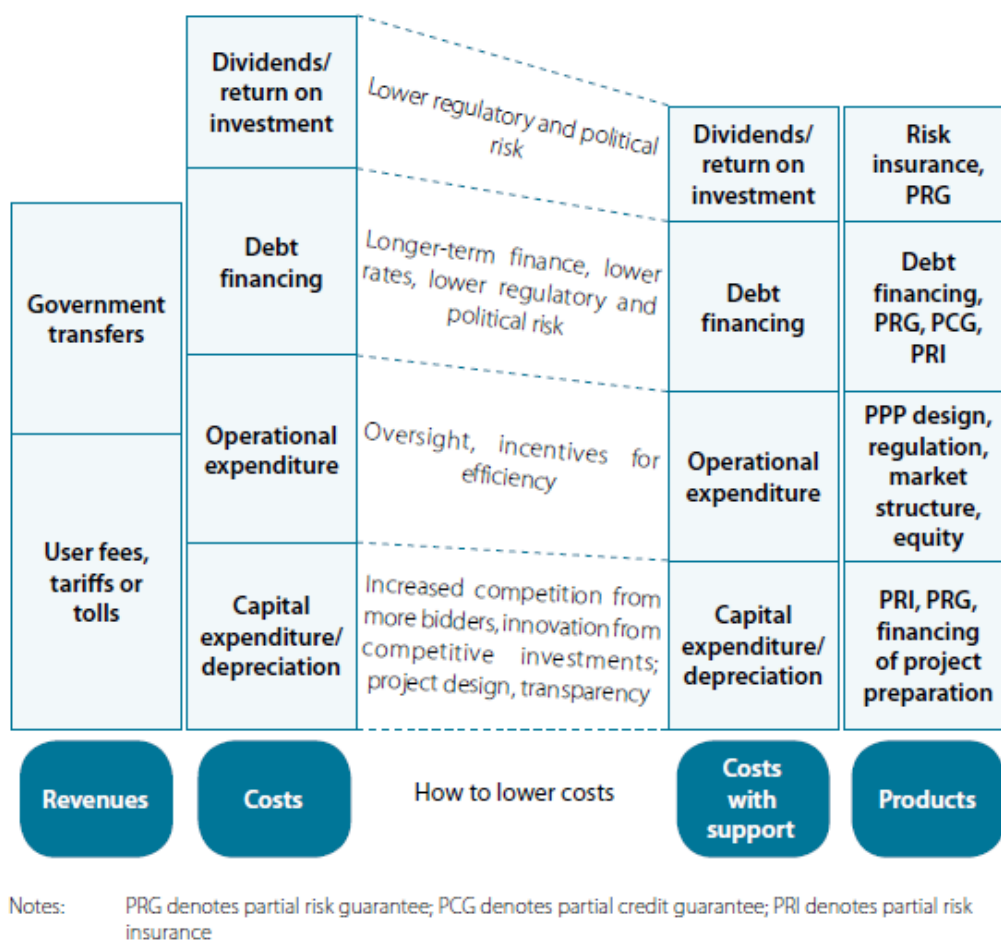 Government
transfers
User fees,
tariffs or
tolls
Revenues
Dividends/
return on
investment
Debt
financing
Operational
expenditure
Capital
expenditure/
depreciation
Costs
Lower regulatory and political
risk
Longer-term finance, lower
rates, lower regulatory and
political risk
Oversight, incentives for
efficiency
Increased competition from
more bidders, innovation from
competitive investments;
project design, transparency
How to lower costs
Dividends/
return on
investment
Debt
financing
Operational
expenditure
Capital
expenditure/
depreciation
Costs
with
support
Risk
insurance,
PRG
Debt
financing,
PRG, PCG,
PRI
PPP design,
regulation,
market
structure,
equity
PRI, PRG,
financing
of project
preparation
Products
Notes: PRG denotes partial risk guarantee; PCG denotes partial credit guarantee; PRI denotes partial risk
insurance